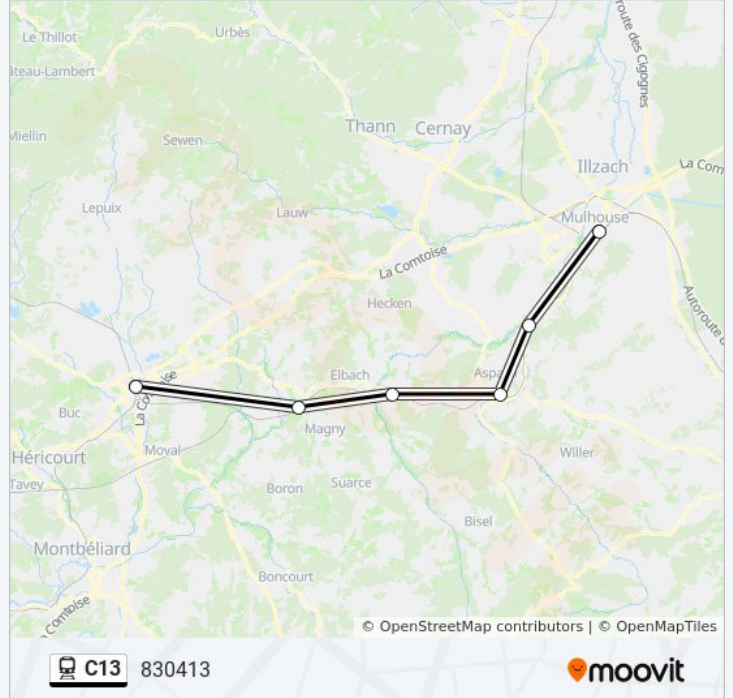 Le Thillot
Urbès
route des Cigognes
âteau-Lambert
Thann
Cernay
Miellin
Sewen
Illzach
La Com
Lepuix
Lauw
Mulhouse
La Comtoise
Hecken
Autoroute d
Elbach
Aspa
La Comtoise
Buc
Magny
Héricourt
Moval
Willer
Tavey
Boron
Suarce
Bisel
Montbéliard
Boncourt
a Comtoise
© OpenStreetMap contributors | © OpenMapTiles
C13 830413
moovit